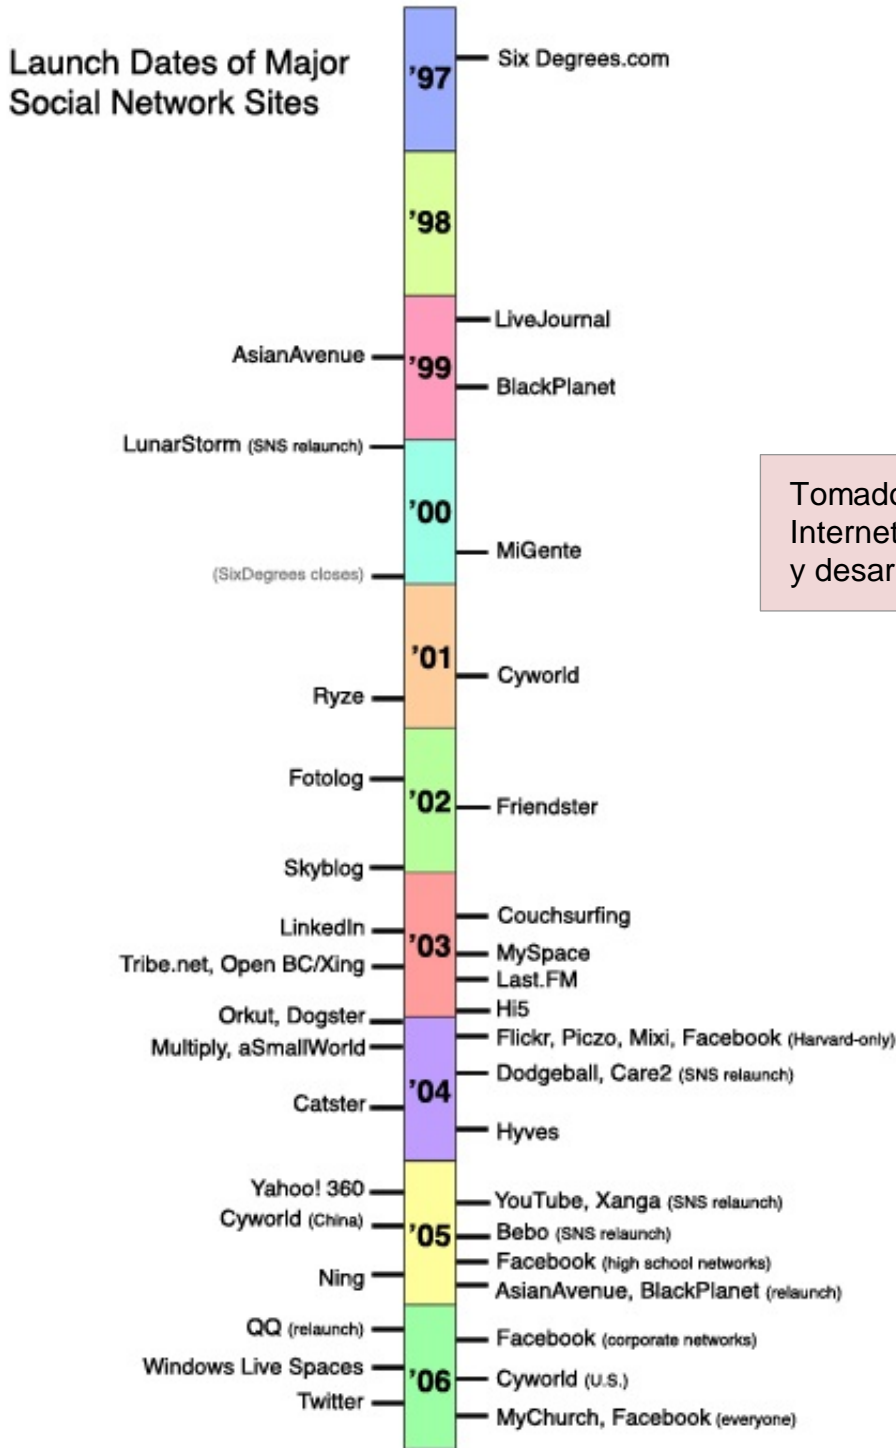 Launch Dates of Major
Social Network Sites
'97
Six Degrees.com
'98
'99
LiveJournal
AsianAvenue
BlackPlanet
'00
LunarStorm (SNS relaunch)
MiGente
(SixDegrees closes)
'01
Cyworld
Ryze
'02
Fotolog
Friendster
Skyblog
'03
Couchsurfing
LinkedIn
MySpace
Tribe.net, Open BC/Xing
Last.FM
Hi5
'04
Orkut, Dogster
Flickr, Piczo, Mixi, Facebook (Harvard-only)
Multiply, aSmallWorld
Dodgeball, Care2 (SNS relaunch)
Catster
Hyves
'05
Yahoo! 360
YouTube, Xanga (SNS relaunch)
Cyworld (China)
Bebo (SNS relaunch)
Facebook (high school networks)
Ning
AsianAvenue, BlackPlanet (relaunch)
'06
QQ (relaunch)
Facebook (corporate networks)
Windows Live Spaces
Cyworld (U.S.)
Twitter
MyChurch, Facebook (everyone)
Tomado
Internet
y desar